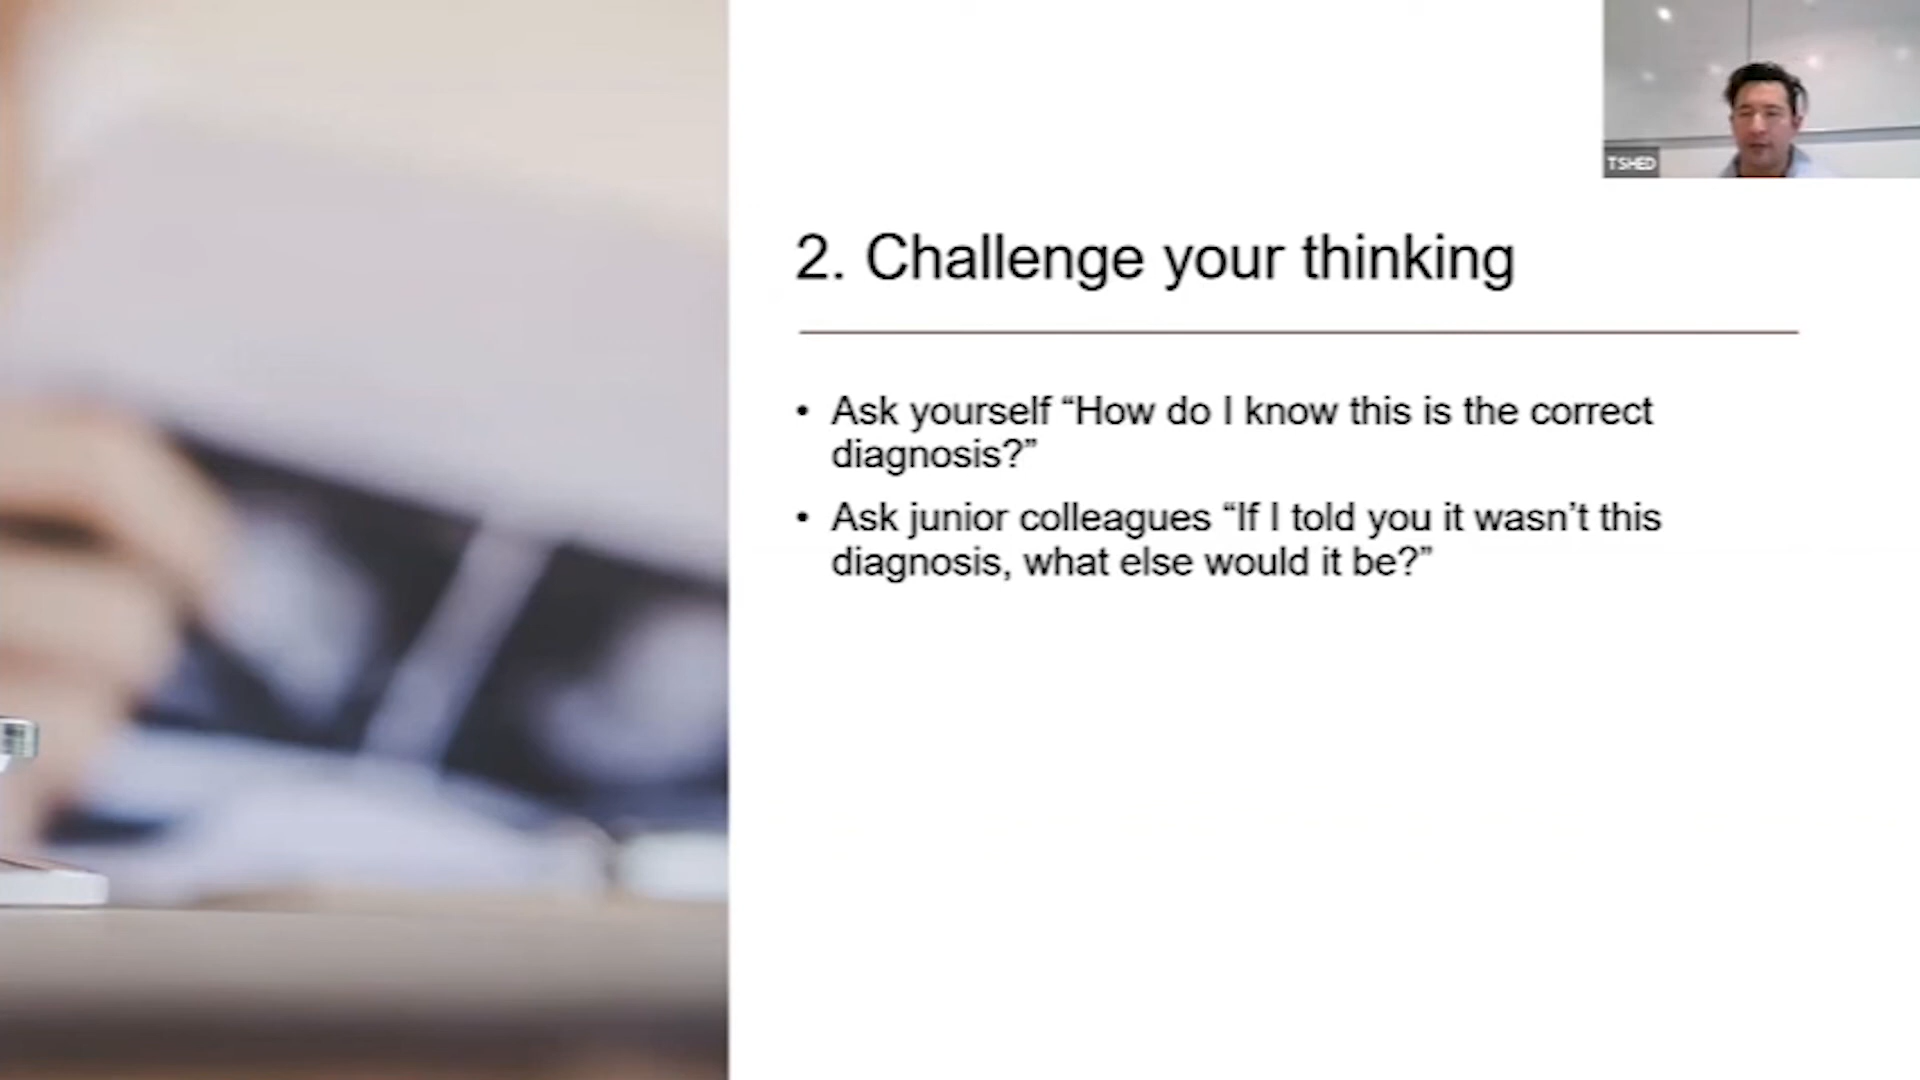 TSHED
2. Challenge your thinking
• Ask yourself “How do I know this is the correct
diagnosis?”
• Ask junior colleagues “If I told you it wasn’t this
diagnosis, what else would it be?”